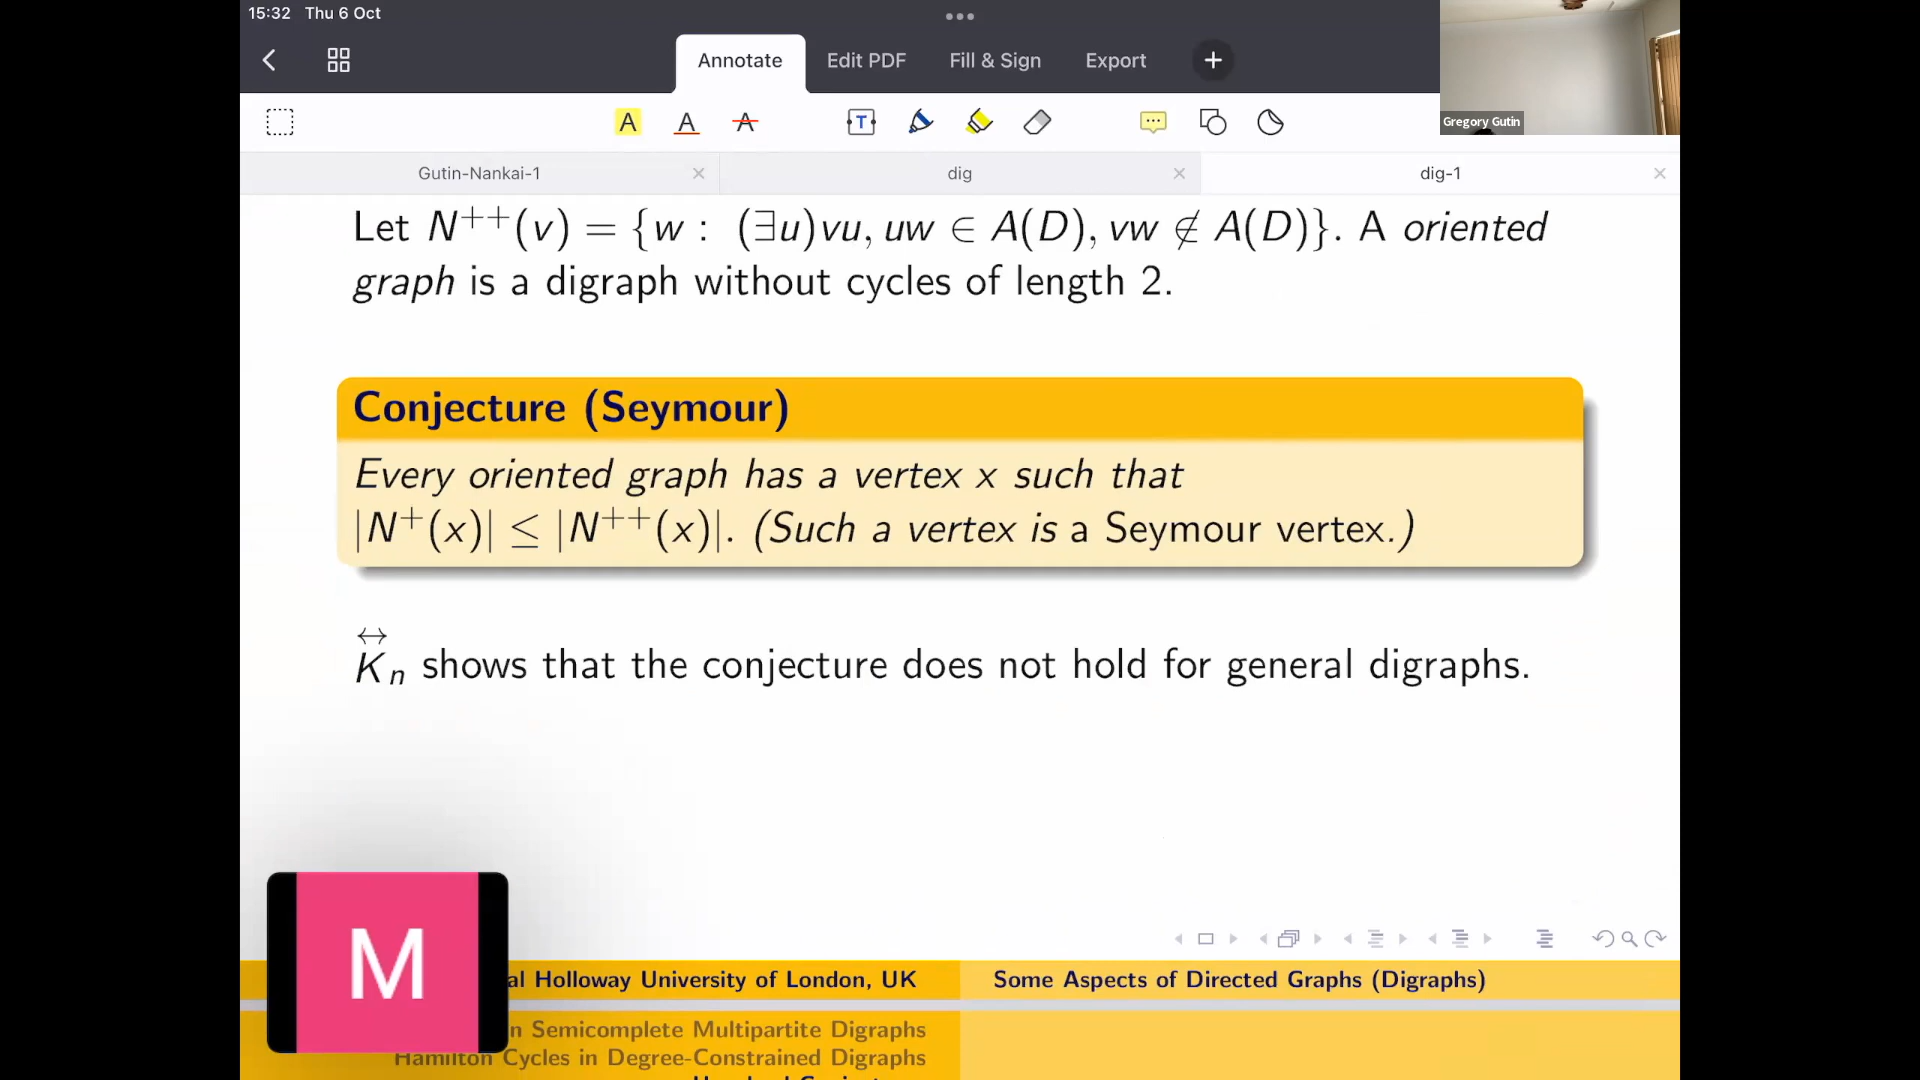 15:32 Thu 6 Oct
Annotate Edit PDF Fill & Sign Export
A A A T
Gregory Gutin
Gutin-Nankai-1 dig dig-1
Let N⁺⁺(v) = {w : (∃u)vu, uw ∈ A(D), vw ∉ A(D)}. A oriented
graph is a digraph without cycles of length 2.
Conjecture (Seymour)
Every oriented graph has a vertex x such that
|N⁺(x)| ≤ |N⁺⁺(x)|. (Such a vertex is a Seymour vertex.)
↔
Kₙ shows that the conjecture does not hold for general digraphs.
M
al Holloway University of London, UK Some Aspects of Directed Graphs (Digraphs)
n Semicomplete Multipartite Digraphs
Hamilton Cycles in Degree-Constrained Digraphs